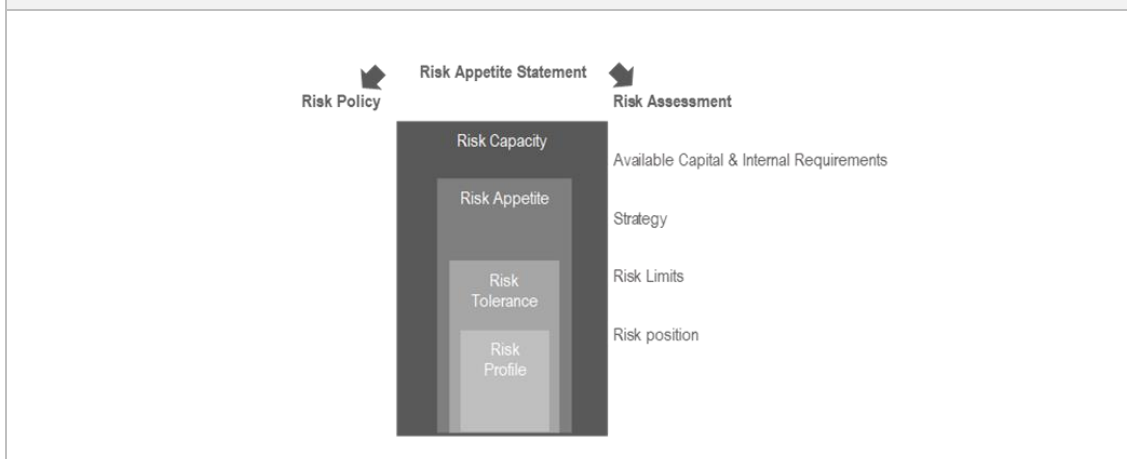 Risk Appetite Statement
Risk Policy
Risk Assessment
Risk Capacity
Available Capital & Internal Requirements
Risk Appetite
Strategy
Risk
Tolerance
Risk Limits
Risk
Profile
Risk position